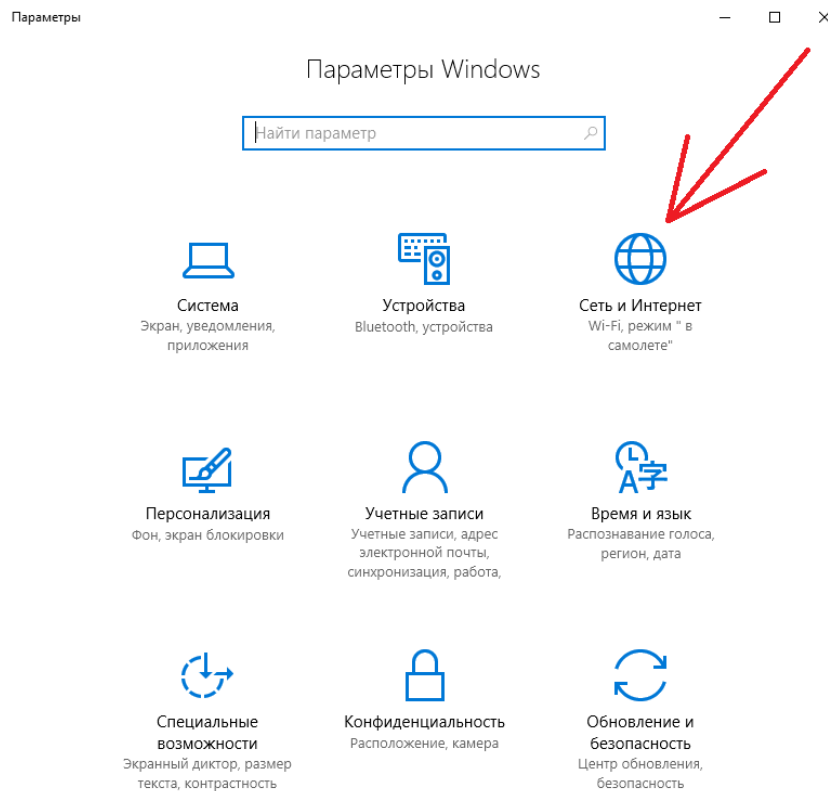 Параметры
Параметры Windows
Найти параметр
Система
Экран, уведомления,
приложения
Устройства
Bluetooth, устройства
Сеть и Интернет
Wi-Fi, режим " в
самолете"
Персонализация
Фон, экран блокировки
Учетные записи
Учетные записи, адрес
электронной почты,
синхронизация, работа,
Время и язык
Распознавание голоса,
регион, дата
Специальные
возможности
Экранный диктор, размер
текста, контрастность
Конфиденциальность
Расположение, камера
Обновление и
безопасность
Центр обновления,
безопасность